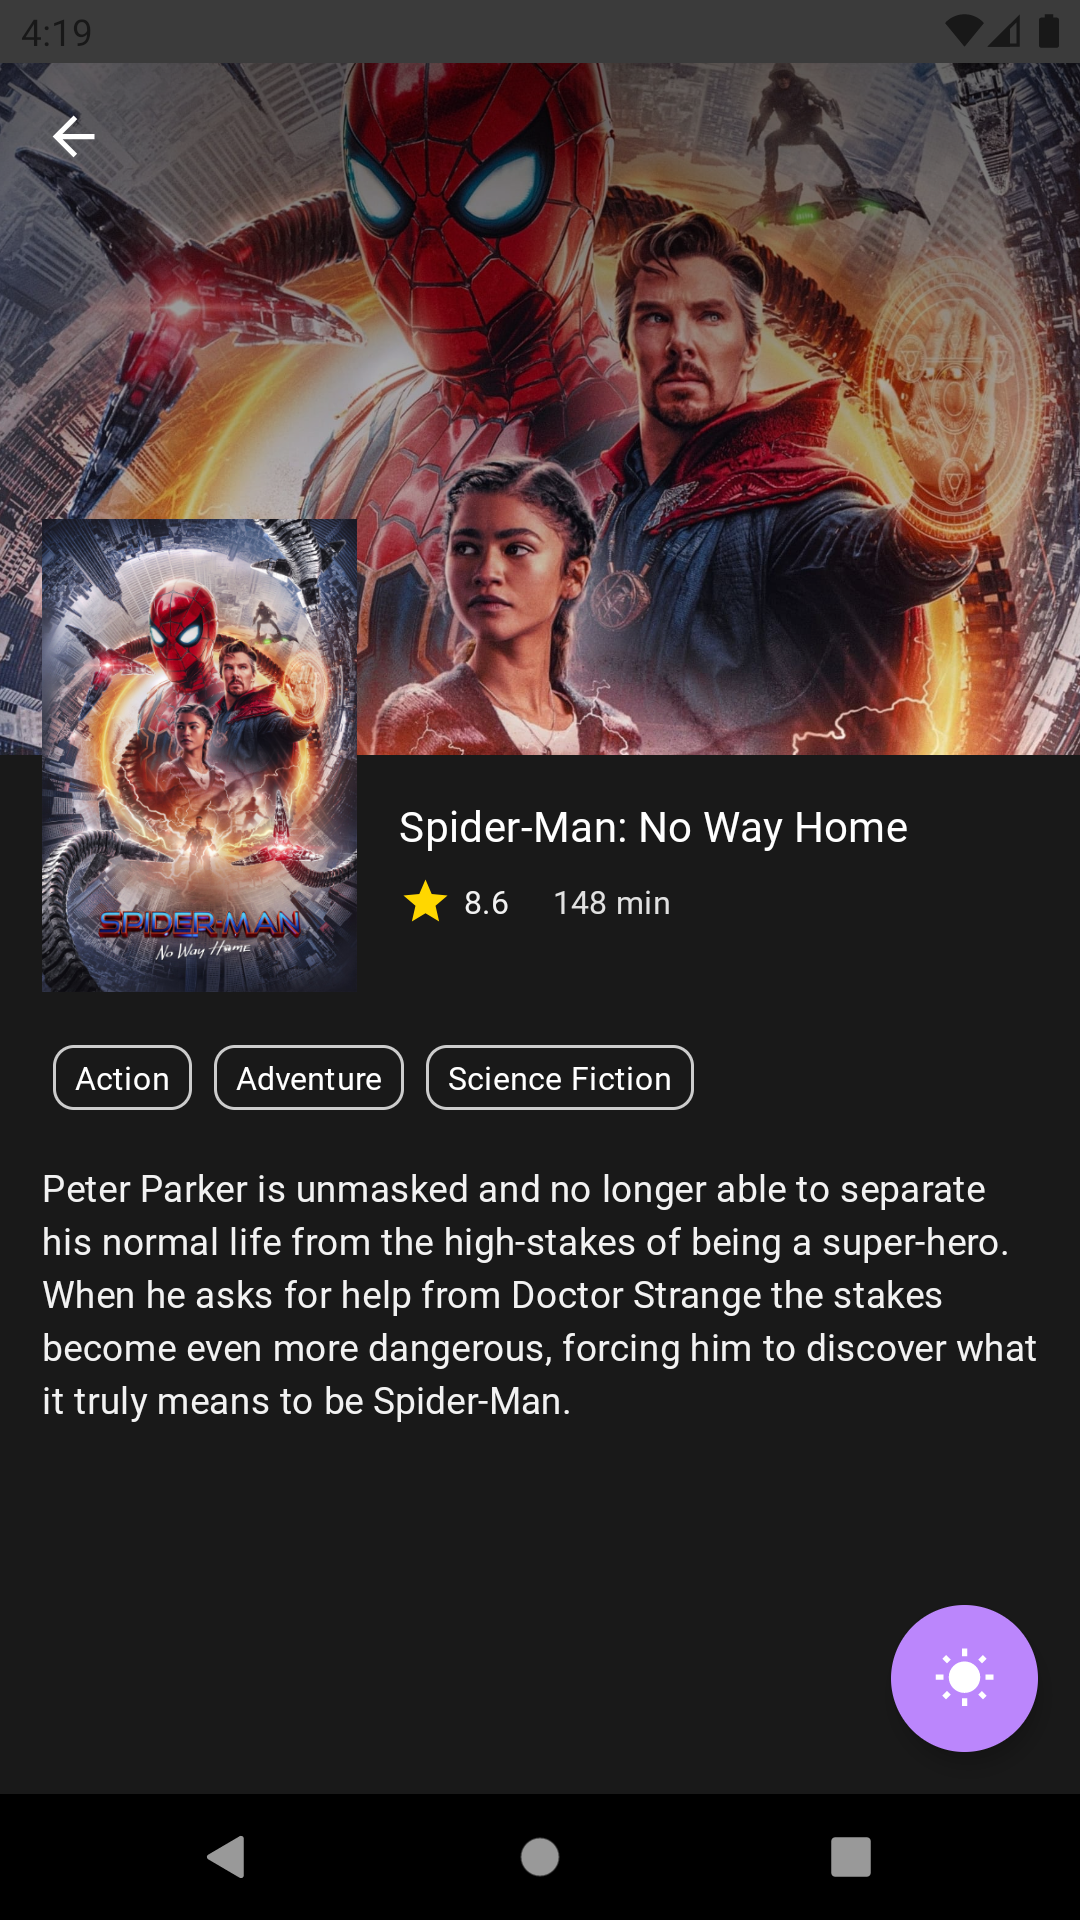 4:19
SPIDER-MAN
No Way Home
Spider-Man: No Way Home
8.6 148 min
Action Adventure Science Fiction
Peter Parker is unmasked and no longer able to separate
his normal life from the high-stakes of being a super-hero.
When he asks for help from Doctor Strange the stakes
become even more dangerous, forcing him to discover what
it truly means to be Spider-Man.